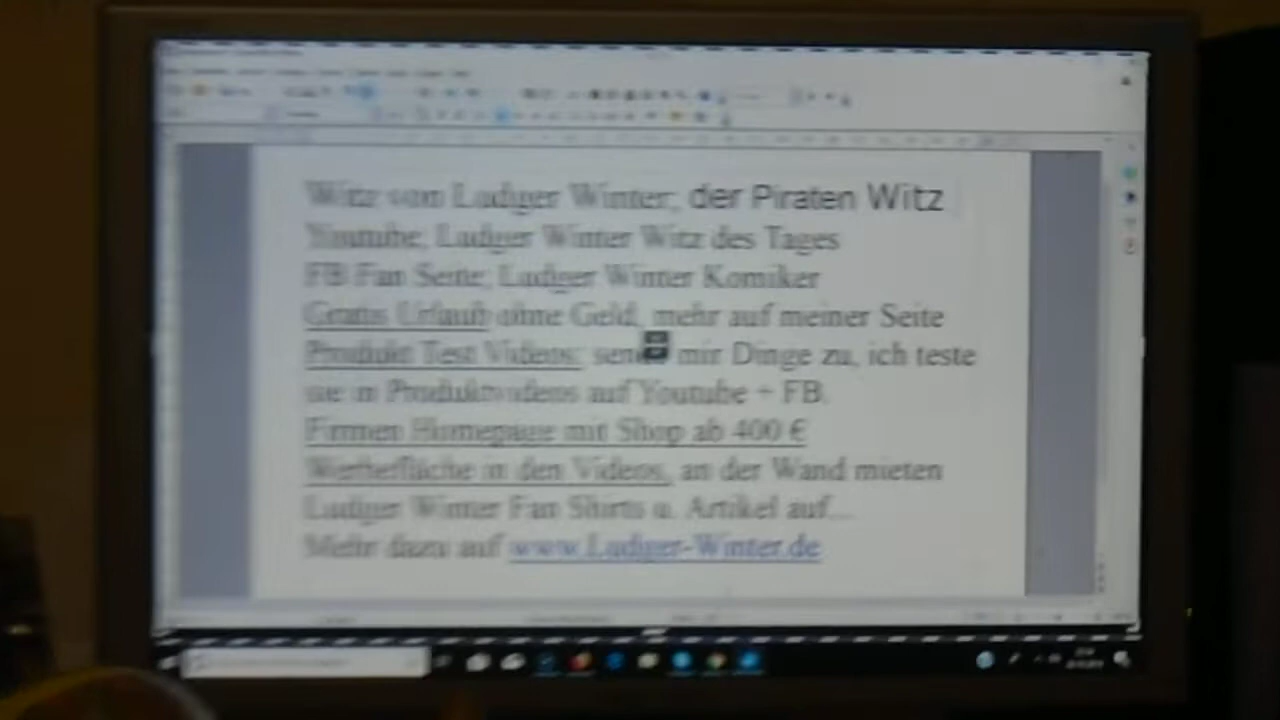 Witz von Ludger Winter; der Piraten Witz
Youtube; Ludger Winter Witz des Tages
FB Fan Seite; Ludger Winter Komiker
Gratis Urlaub ohne Geld, mehr auf meiner Seite
Produkt Test Videos; mir Dinge zu, ich teste
sie in Produktvideos auf Youtube + FB.
Firmen Homepage mit Shop ab 400 €
Werbefläche in den Videos, an der Wand mieten
Ludger Winter Fan Shirts u. Artikel auf...
Mehr dazu auf www.Ludger-Winter.de